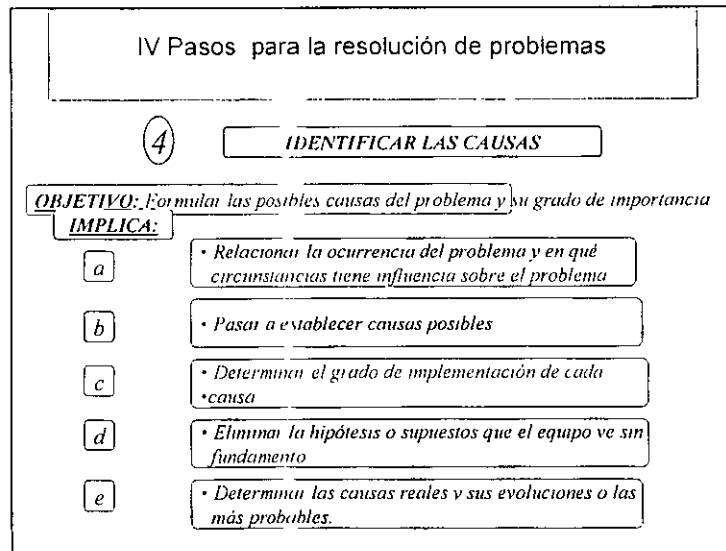 IV Pasos para la resolución de problemas
4
IDENTIFICAR LAS CAUSAS
OBJETIVO: Formular las posibles causas del problema y su grado de importancia
IMPLICA:
a
• Relacionar la ocurrencia del problema y en qué
circunstancias tiene influencia sobre el problema
b
• Pasar a establecer causas posibles
c
• Determinar el grado de implementación de cada
•causa
d
• Eliminar la hipótesis o supuestos que el equipo ve sin
fundamento
e
• Determinar las causas reales y sus evoluciones o las
más probables.